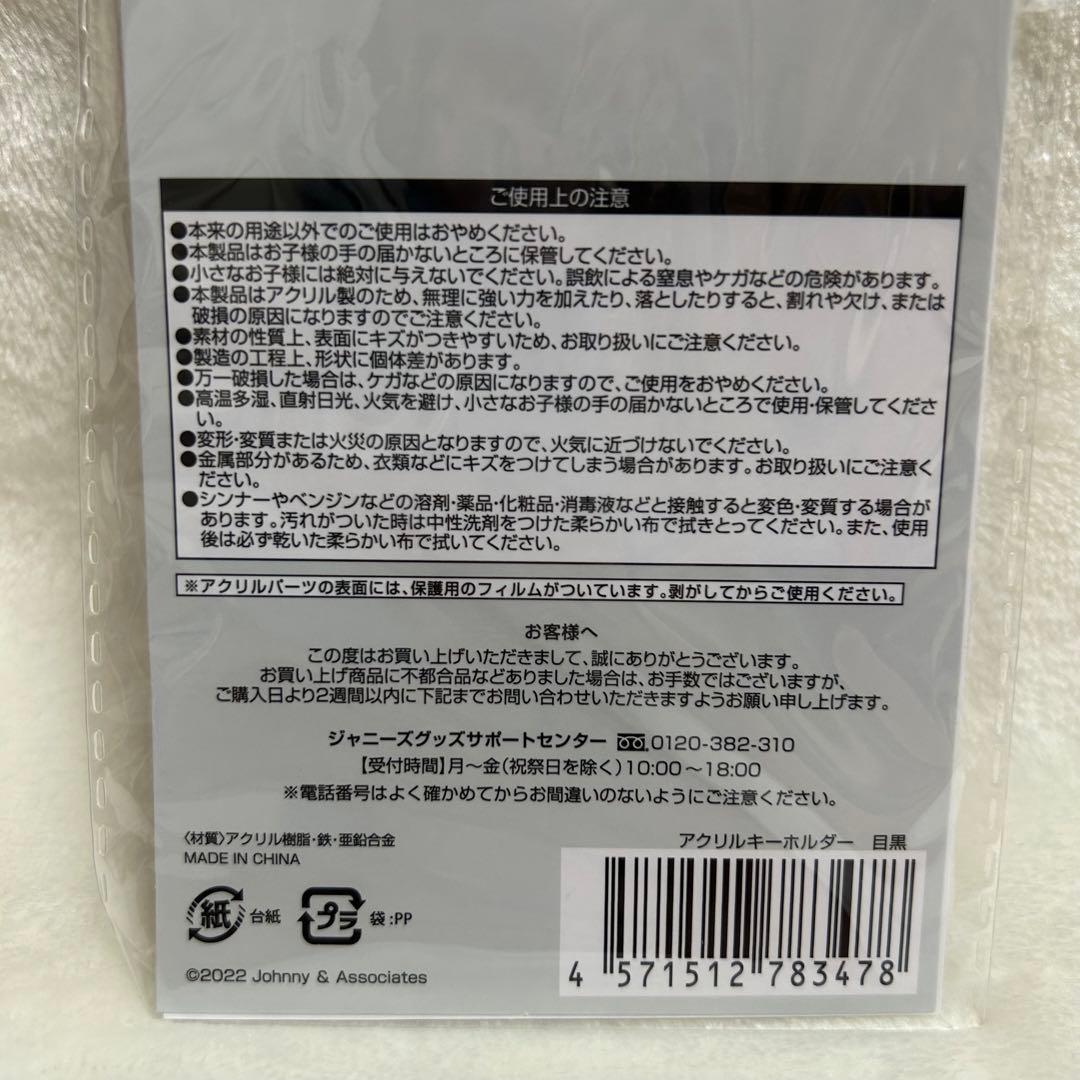 ご使用上の注意
●本来の用途以外でのご使用はおやめください。
●本製品はお子様の手の届かないところに保管してください。
●小さなお子様には絶対に与えないでください。誤飲による窒息やケガなどの危険があります。
●本製品はアクリル製のため、無理に強い力を加えたり、落としたりすると、割れや欠け、または
破損の原因になりますのでご注意ください。
●素材の性質上、表面にキズがつきやすいため、お取り扱いにご注意ください。
●製造の工程上、形状に個体差があります。
●万一破損した場合は、ケガなどの原因になりますので、ご使用をおやめください。
●高温多湿、直射日光、火気を避け、小さなお子様の手の届かないところで使用・保管してくださ
い。
●変形・変質または火災の原因となりますので、火気に近づけないでください。
●金属部分があるため、衣類などにキズをつけてしまう場合があります。お取り扱いにご注意く
ださい。
●シンナーやベンジンなどの溶剤・薬品・化粧品・消毒液などと接触すると変色・変質する場合が
あります。汚れがついた時は中性洗剤をつけた柔らかい布で拭きとってください。また、使用
後は必ず乾いた柔らかい布で拭いてください。
※アクリルパーツの表面には、保護用のフィルムがついています。剥がしてからご使用ください。
お客様へ
この度はお買い上げいただきまして、誠にありがとうございます。
お買い上げ商品に不都合品などありました場合は、お手数ではございますが、
ご購入日より2週間以内に下記までお問い合わせいただきますようお願い申し上げます。
ジャニーズグッズサポートセンター 0120-382-310
【受付時間】月～金(祝祭日を除く)10:00～18:00
※電話番号はよく確かめてからお間違いのないようにご注意ください。
〈材質〉アクリル樹脂・鉄・亜鉛合金
MADE IN CHINA
アクリルキーホルダー 目黒
紙 台紙 プラ 袋:PP
©2022 Johnny & Associates
4 571512 783478